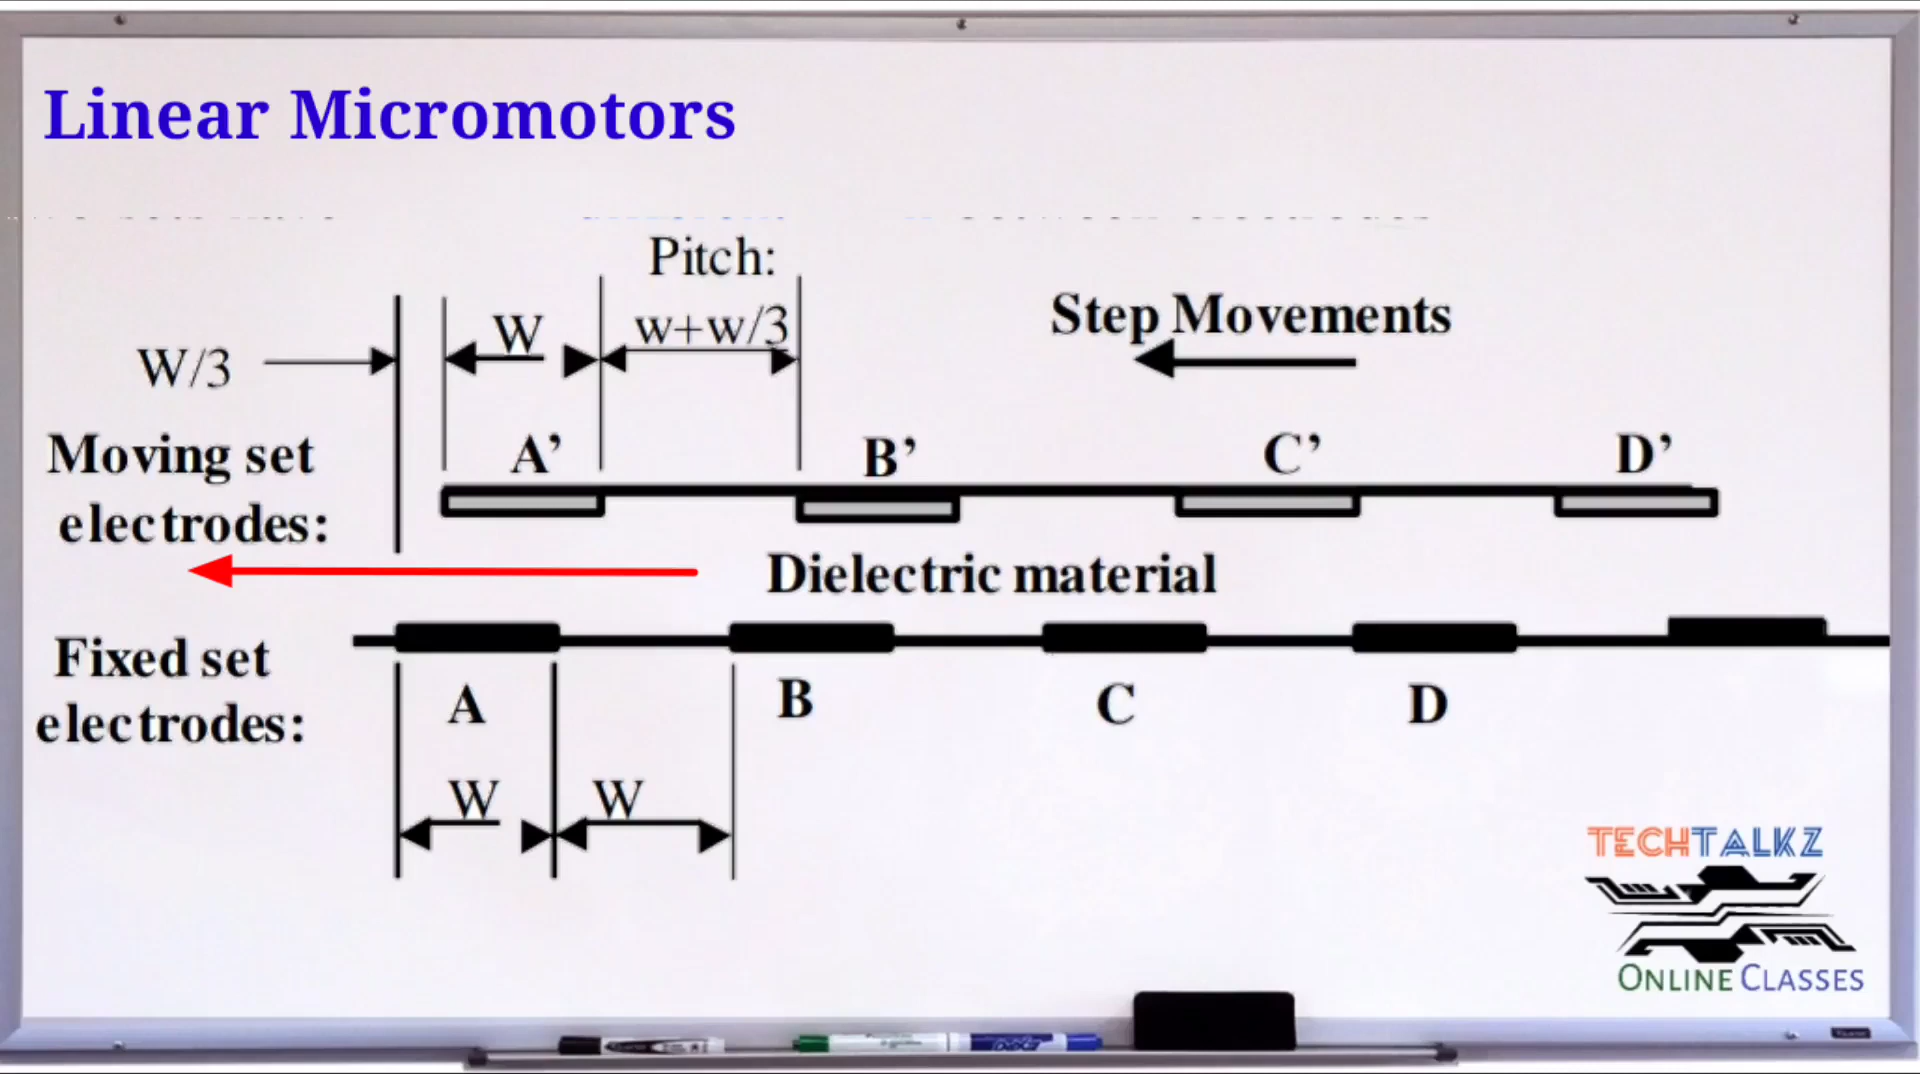 Linear Micromotors
Pitch:
W/3
W
w+w/3
Step Movements
Moving set
electrodes:
A’
B’
C’
D’
Dielectric material
Fixed set
electrodes:
A
B
C
D
W
W
TECHTALKZ
ONLINE CLASSES